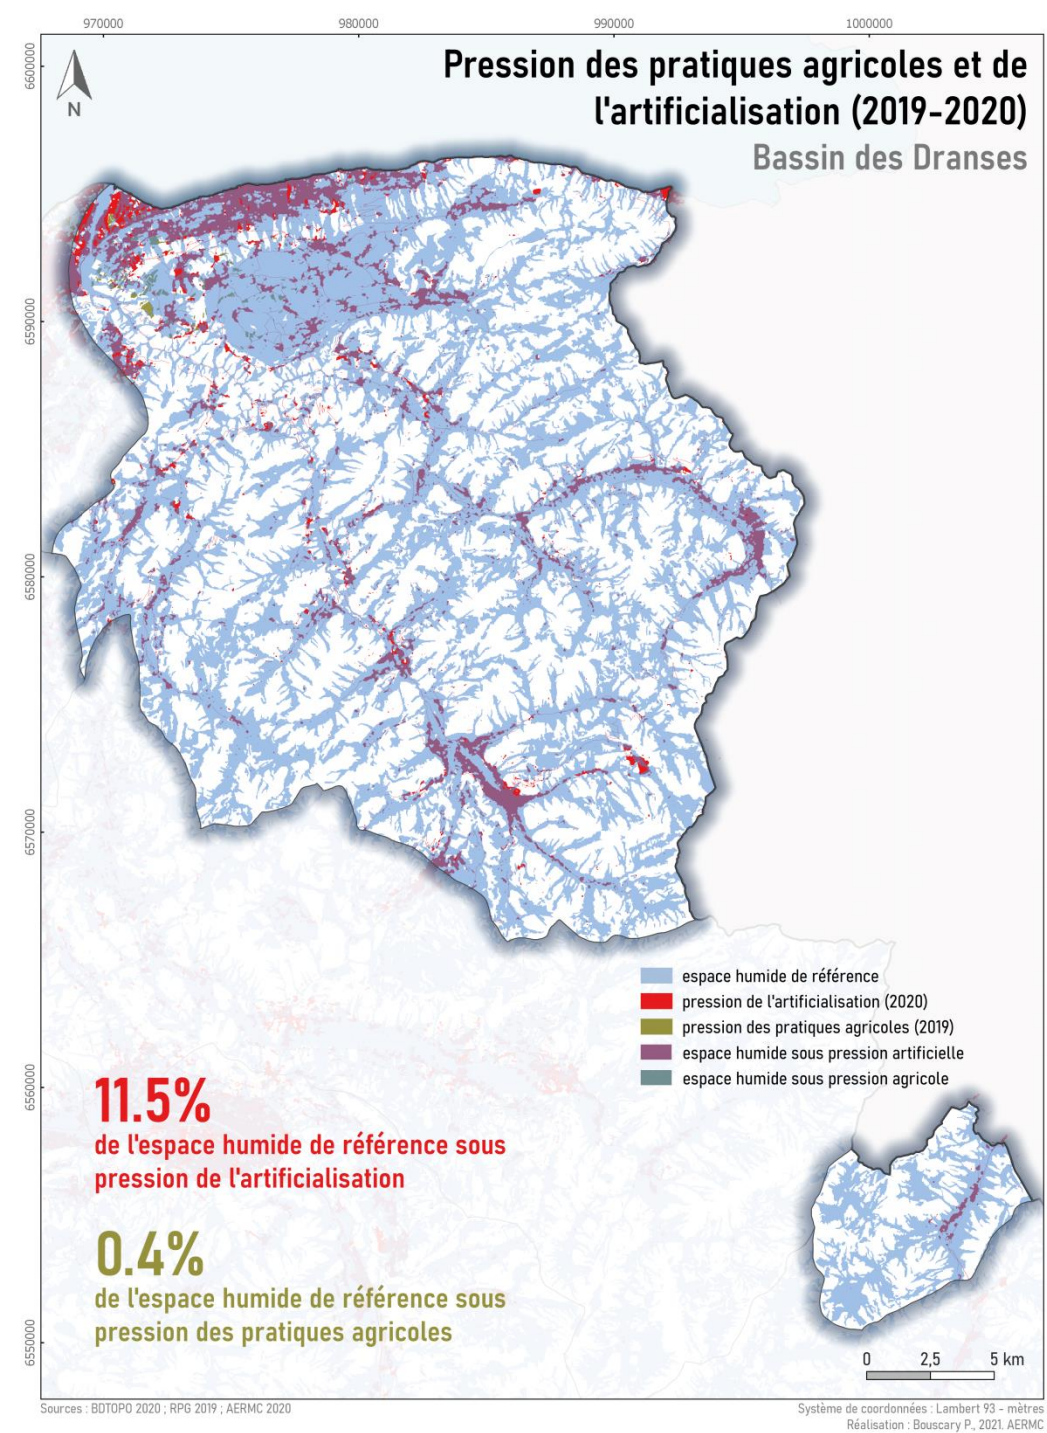 970000
980000
990000
1000000
6600000
6590000
6580000
6570000
6560000
6550000
N
Pression des pratiques agricoles et de
l'artificialisation (2019-2020)
Bassin des Dranses
espace humide de référence
pression de l'artificialisation (2020)
pression des pratiques agricoles (2019)
espace humide sous pression artificielle
espace humide sous pression agricole
11.5%
de l'espace humide de référence sous
pression de l'artificialisation
0.4%
de l'espace humide de référence sous
pression des pratiques agricoles
0 2,5 5 km
Sources : BDTOPO 2020 ; RPG 2019 ; AERMC 2020
Système de coordonnées : Lambert 93 - mètres
Réalisation : Bouscary P., 2021. AERMC